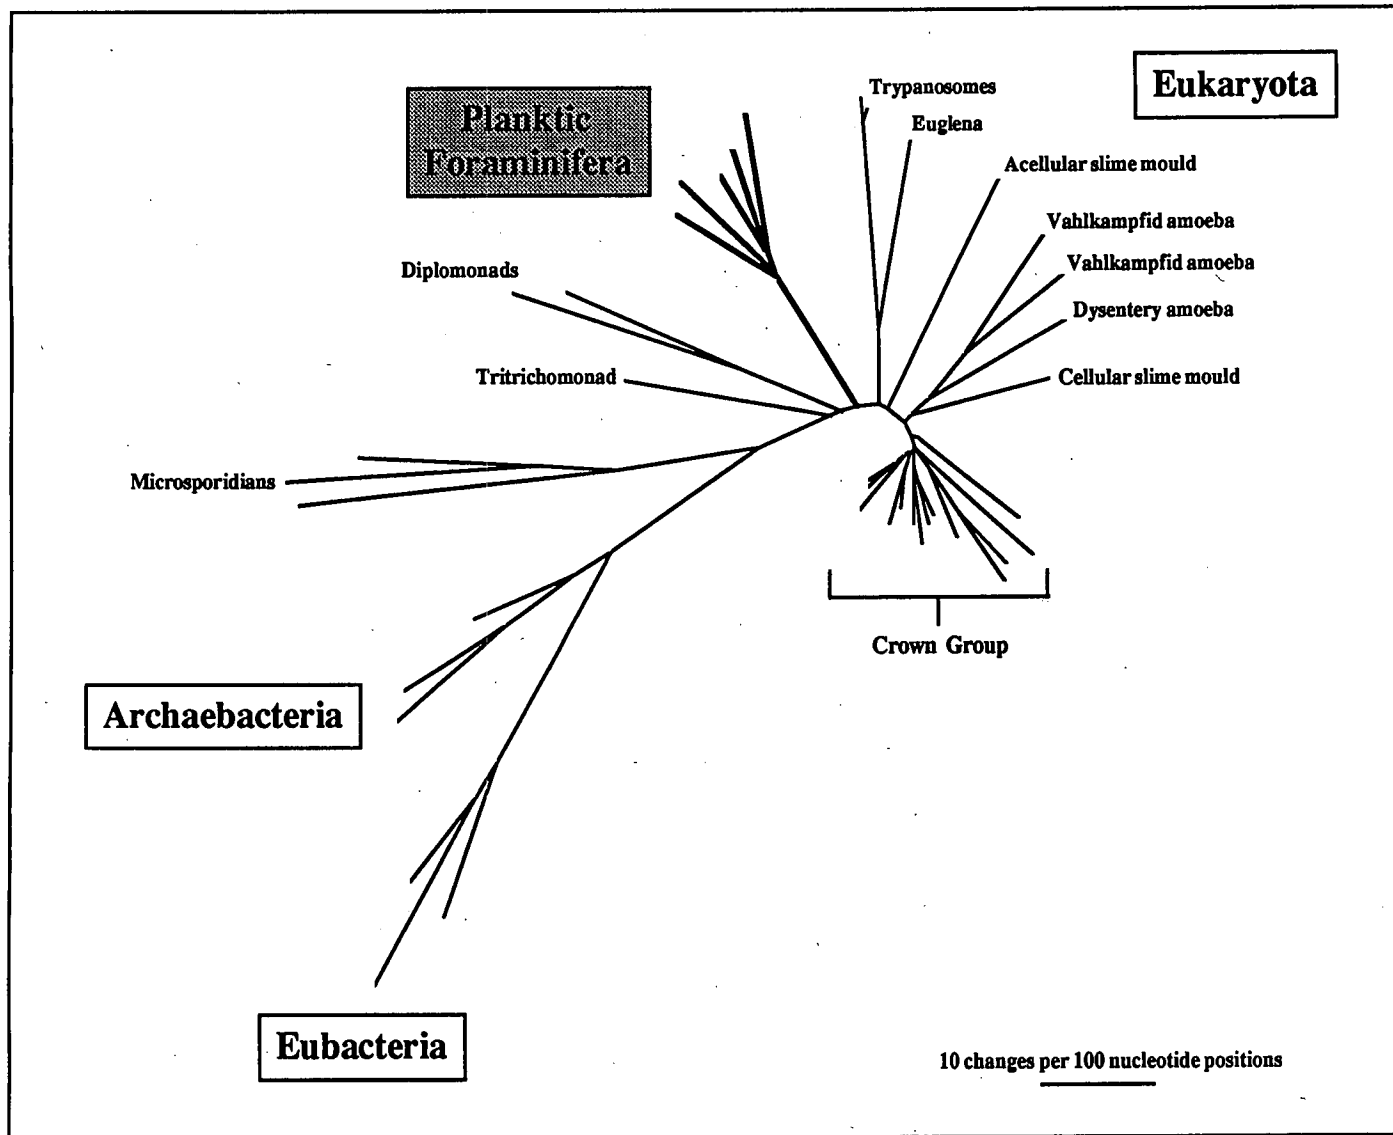 Eukaryota
Planktic
Foraminifera
Trypanosomes
Euglena
Acellular slime mould
Vahlkampfid amoeba
Vahlkampfid amoeba
Dysentery amoeba
Cellular slime mould
Diplomonads
Tritrichomonad
Microsporidians
Crown Group
Archaebacteria
Eubacteria
10 changes per 100 nucleotide positions